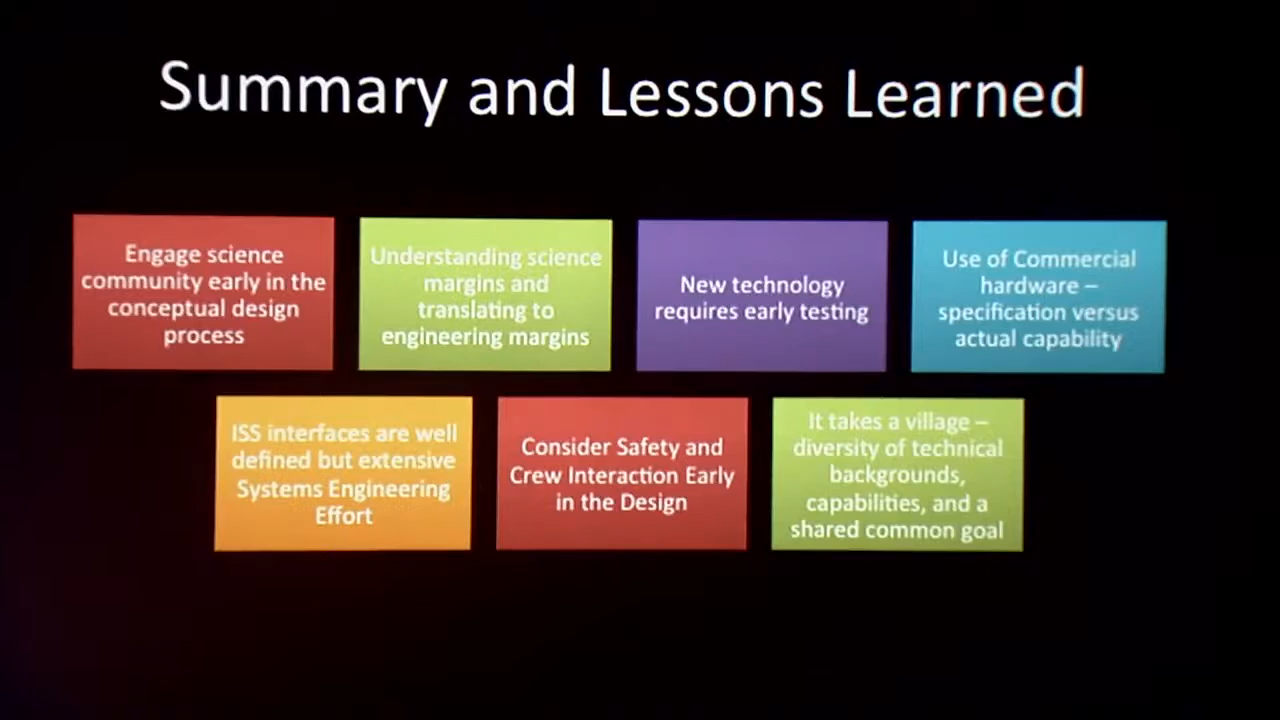 Summary and Lessons Learned
Engage science
community early in the
conceptual design
process
Understanding science
margins and
translating to
engineering margins
New technology
requires early testing
Use of Commercial
hardware –
specification versus
actual capability
ISS interfaces are well
defined but extensive
Systems Engineering
Effort
Consider Safety and
Crew Interaction Early
in the Design
It takes a village –
diversity of technical
backgrounds,
capabilities, and a
shared common goal